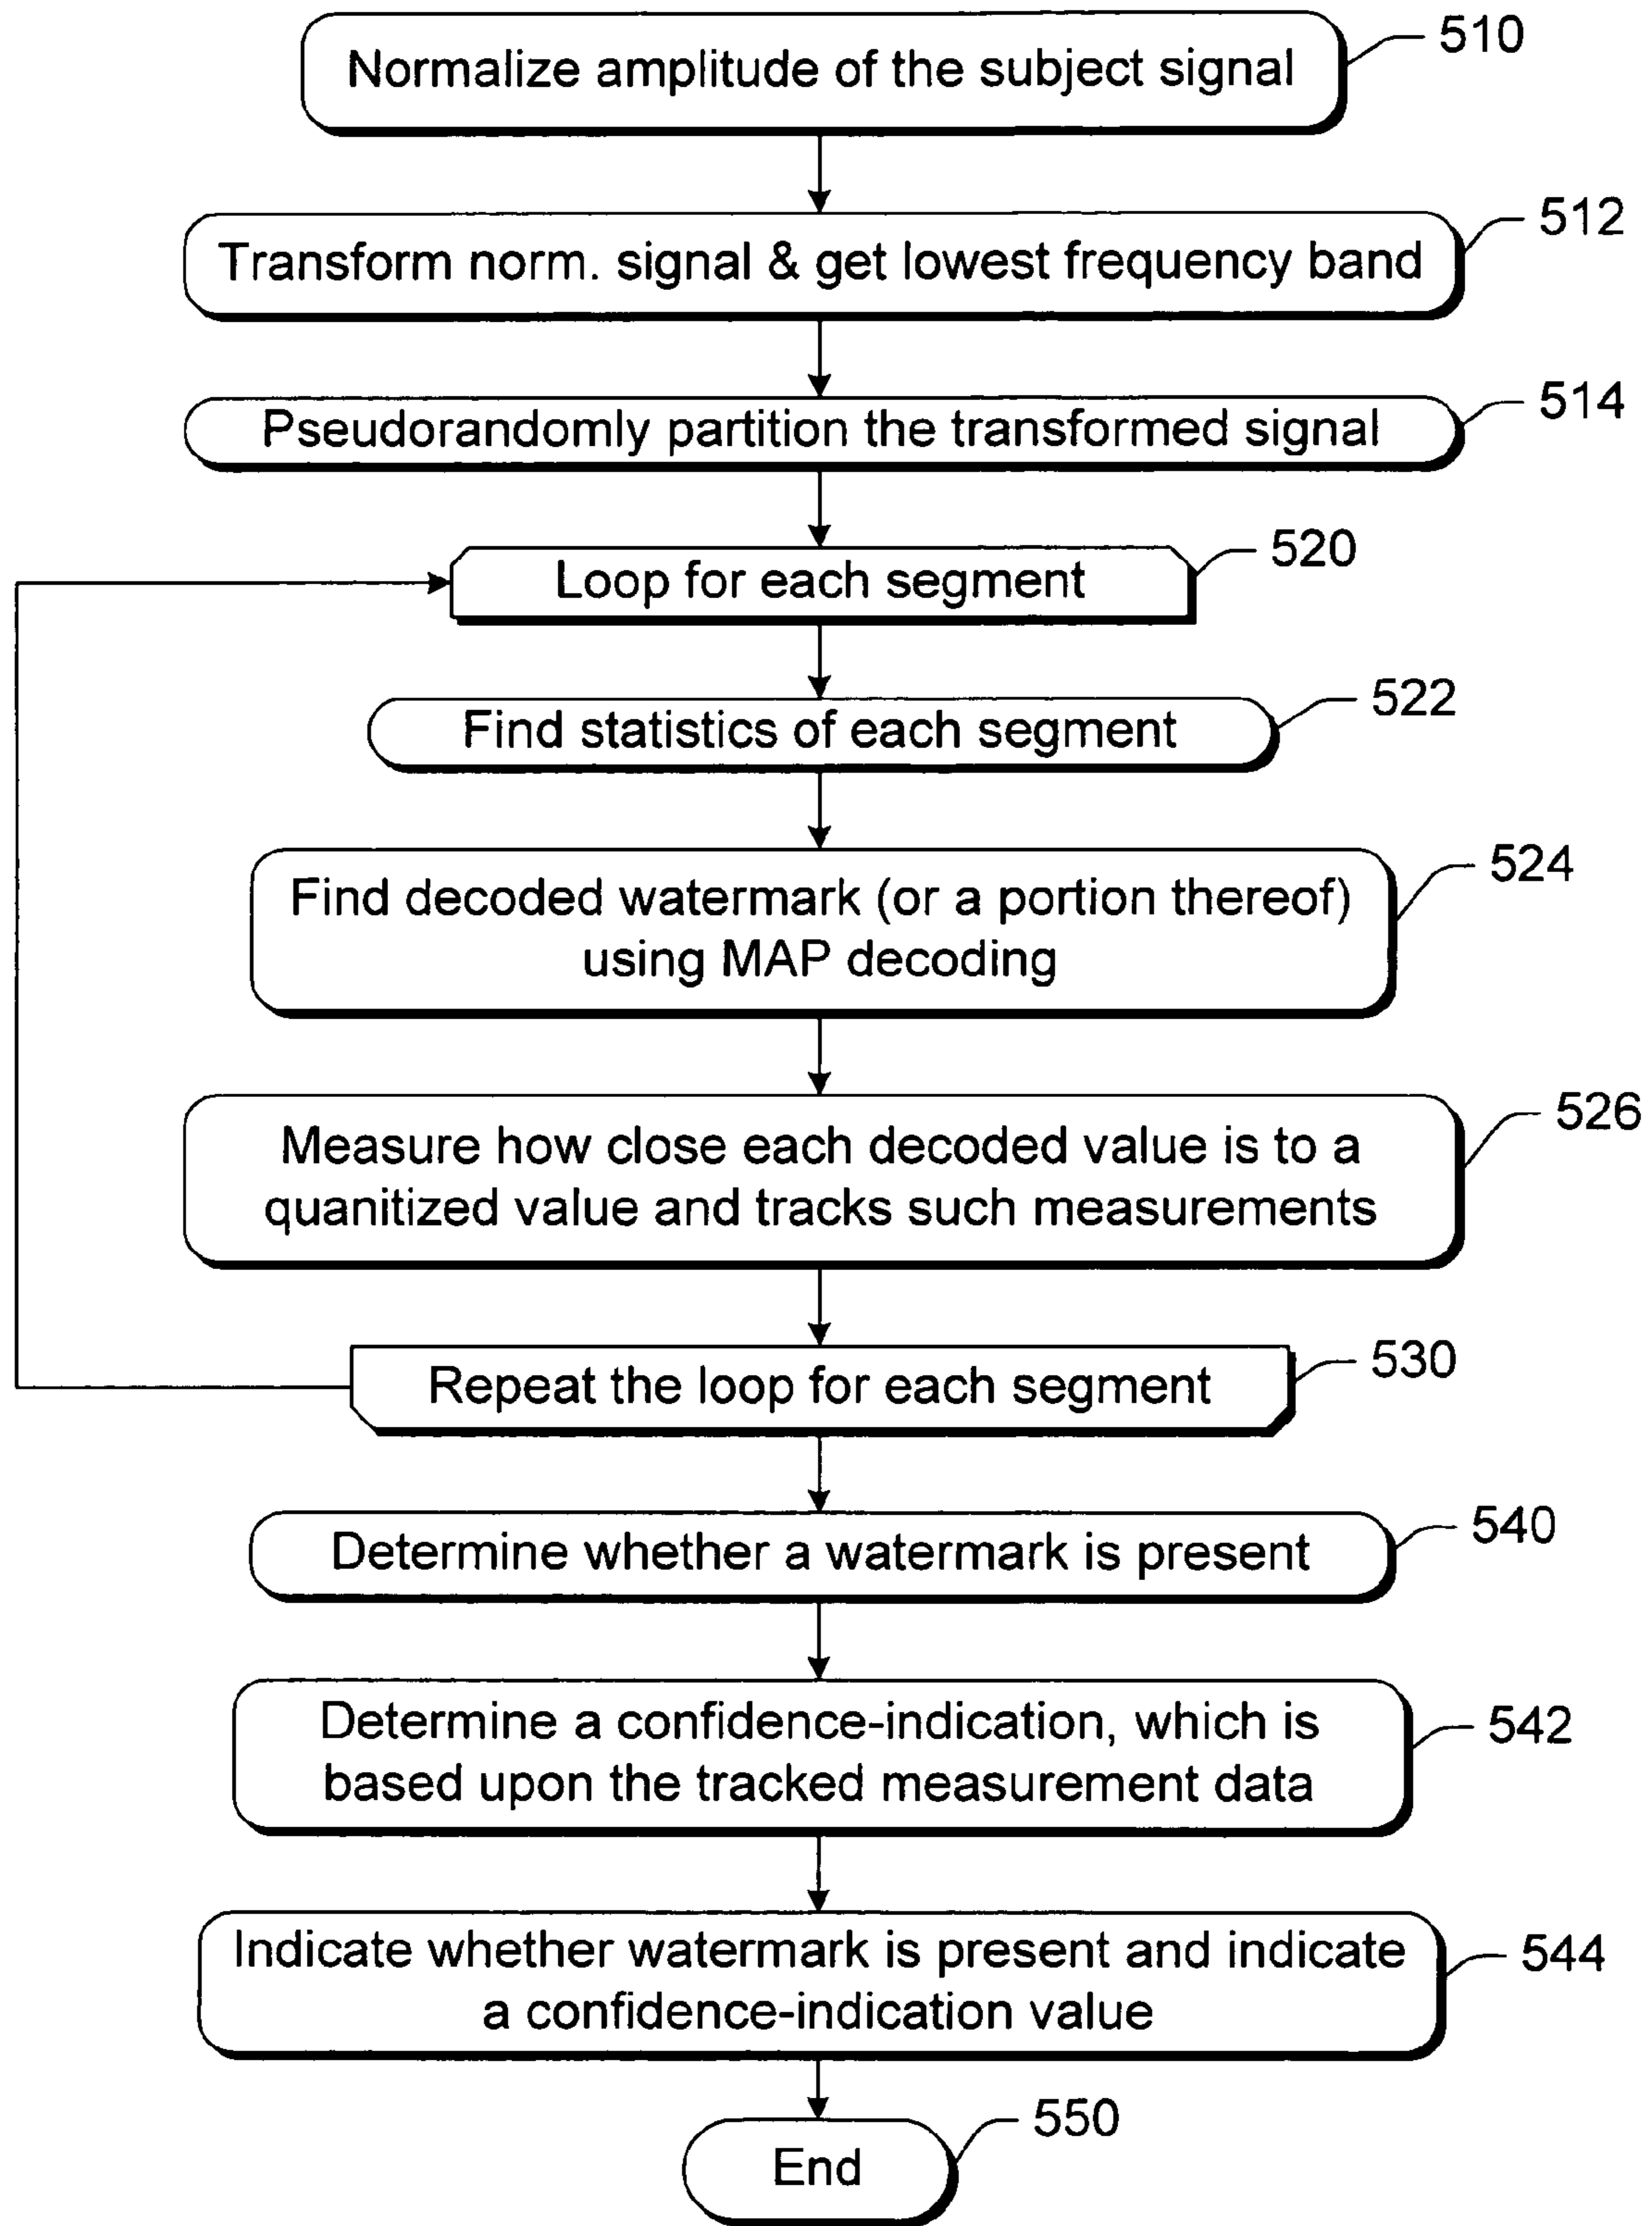 Normalize amplitude of the subject signal
510
Transform norm. signal & get lowest frequency band
512
Pseudorandomly partition the transformed signal
514
Loop for each segment
520
Find statistics of each segment
522
Find decoded watermark (or a portion thereof)
using MAP decoding
524
Measure how close each decoded value is to a
quanitized value and tracks such measurements
526
Repeat the loop for each segment
530
Determine whether a watermark is present
540
Determine a confidence-indication, which is
based upon the tracked measurement data
542
Indicate whether watermark is present and indicate
a confidence-indication value
544
End
550